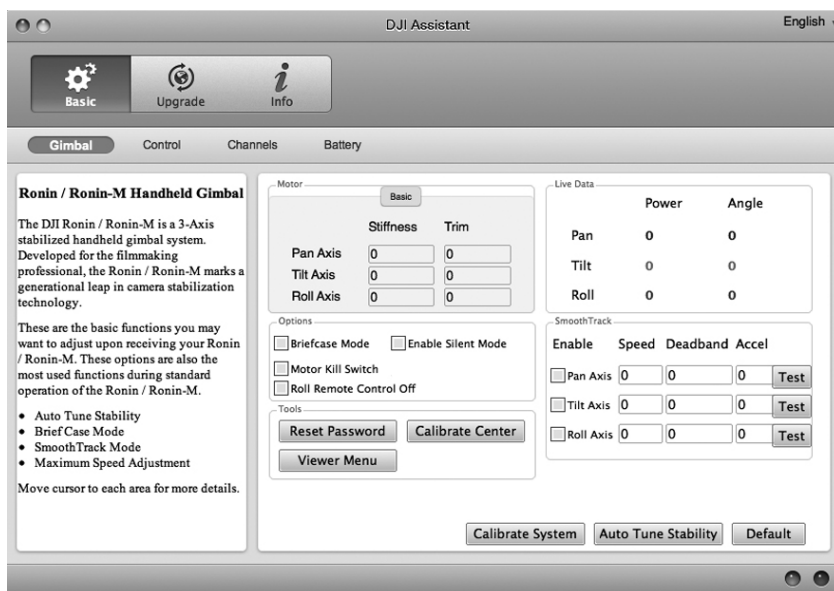 DJI Assistant
English
Basic
Upgrade
Info
Gimbal
Control
Channels
Battery
Ronin / Ronin-M Handheld Gimbal
The DJI Ronin / Ronin-M is a 3-Axis
stabilized handheld gimbal system.
Developed for the filmmaking
professional, the Ronin / Ronin-M marks a
generational leap in camera stabilization
technology.
These are the basic functions you may
want to adjust upon receiving your Ronin
/ Ronin-M. These options are also the
most used functions during standard
operation of the Ronin / Ronin-M.
• Auto Tune Stability
• Brief Case Mode
• SmoothTrack Mode
• Maximum Speed Adjustment
Move cursor to each area for more details.
Motor
Basic
Stiffness Trim
Pan Axis 0 0
Tilt Axis 0 0
Roll Axis 0 0
Options
Briefcase Mode Enable Silent Mode
Motor Kill Switch
Roll Remote Control Off
Tools
Reset Password Calibrate Center
Viewer Menu
Live Data
Power Angle
Pan 0 0
Tilt 0 0
Roll 0 0
SmoothTrack
Enable Speed Deadband Accel
Pan Axis 0 0 0 Test
Tilt Axis 0 0 0 Test
Roll Axis 0 0 0 Test
Calibrate System Auto Tune Stability Default